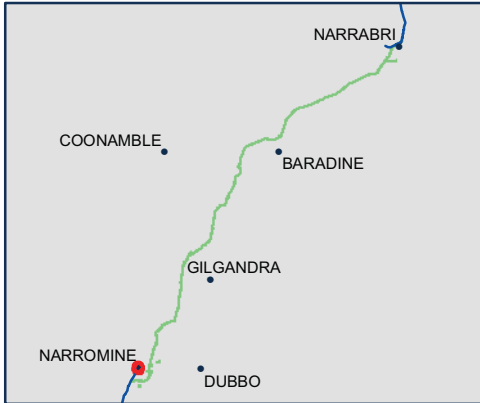 NARRABRI
COONAMBLE
BARADINE
GILGANDRA
NARROMINE
DUBBO